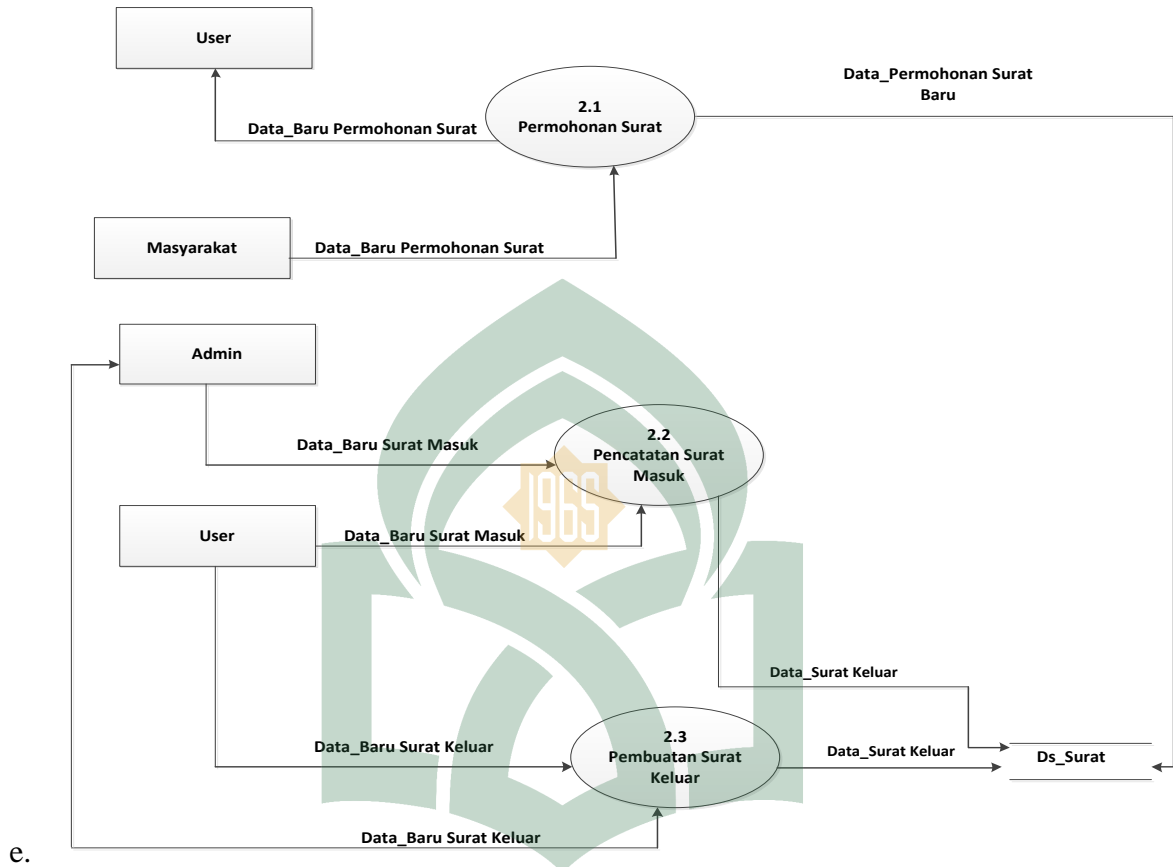 User
Data_Permohonan Surat
Baru
2.1
Permohonan Surat
Data_Baru Permohonan Surat
Masyarakat
Data_Baru Permohonan Surat
Admin
2.2
Pencatatan Surat
Masuk
Data_Baru Surat Masuk
1965
User
Data_Baru Surat Masuk
Data_Surat Keluar
2.3
Pembuatan Surat
Keluar
Data_Baru Surat Keluar
Data_Surat Keluar
Ds_Surat
Data_Baru Surat Keluar
e.